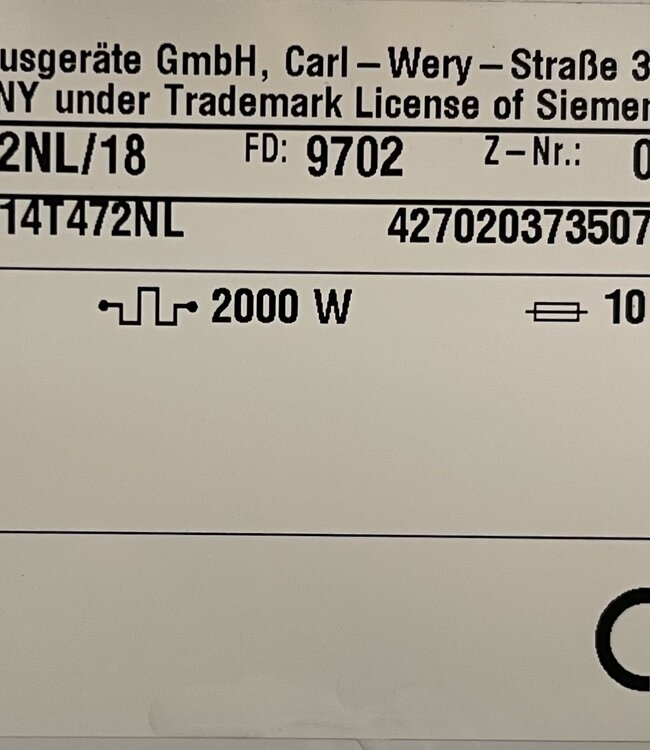 usgeräte GmbH, Carl–Wery–Straße 3
NY under Trademark License of Siemen
2NL/18 FD: 9702 Z–Nr.: 0
14T472NL 427020373507
2000 W 10